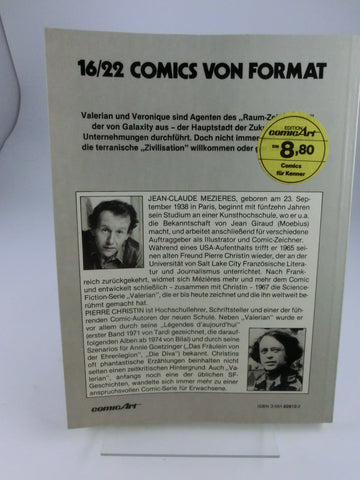 16/22 COMICS VON FORMAT
Valerian und Veronique sind Agenten des „Raum-
der von Galaxity aus – der Hauptstadt der
Unternehmungen durchführt. Doch nicht immer
die terranische „Zivilisation" willkommen oder
EDITION
comicArt
DM
8,80
Comics
für Kenner
JEAN-CLAUDE MEZIERES, geboren am 23. Sep-
tember 1938 in Paris, beginnt mit fünfzehn Jahren
sein Studium an einer Kunsthochschule, wo er u.a.
die Bekanntschaft von Jean Giraud (Moebius)
macht, und arbeitet anschließend für verschiedene
Auftraggeber als Illustrator und Comic-Zeichner.
Während eines USA-Aufenthalts trifft er 1965 sei-
nen alten Freund Pierre Christin wieder, der an der
Universität von Salt Lake City Französische Litera-
tur und Journalismus unterrichtet. Nach Frank-
reich zurückgekehrt, widmet sich Mézières mehr und mehr dem Comic
und entwickelt schließlich – zusammen mit Christin – 1967 die Science-
Fiction-Serie „Valerian", die er bis heute zeichnet und die ihn weltweit be-
rühmt gemacht hat.
PIERRE CHRISTIN ist Hochschullehrer, Schriftsteller und einer der führ-
enden Comic-Autoren der neuen Schule. Neben „Valerian" wurde er
vor allem durch seine „Légendes d'aujourd'hui"
erster Band 1971 von Tardi gezeichnet, die darauf-
folgenden Alben ab 1974 von Bilal) und durch seine
Szenarios für Annie Goetzinger („Das Fräulein von
der Ehrenlegion", „Die Diva") bekannt. Christins
oft phantastische Erzählungen beinhalten nicht
selten einen zeitkritischen Hintergrund. Auch „Va-
lerian", anfangs noch eine der üblichen SF-
Geschichten, wandelte sich immer mehr zu einer
anspruchsvollen Comic-Serie für Erwachsene.
comicArt
ISBN 3-551-